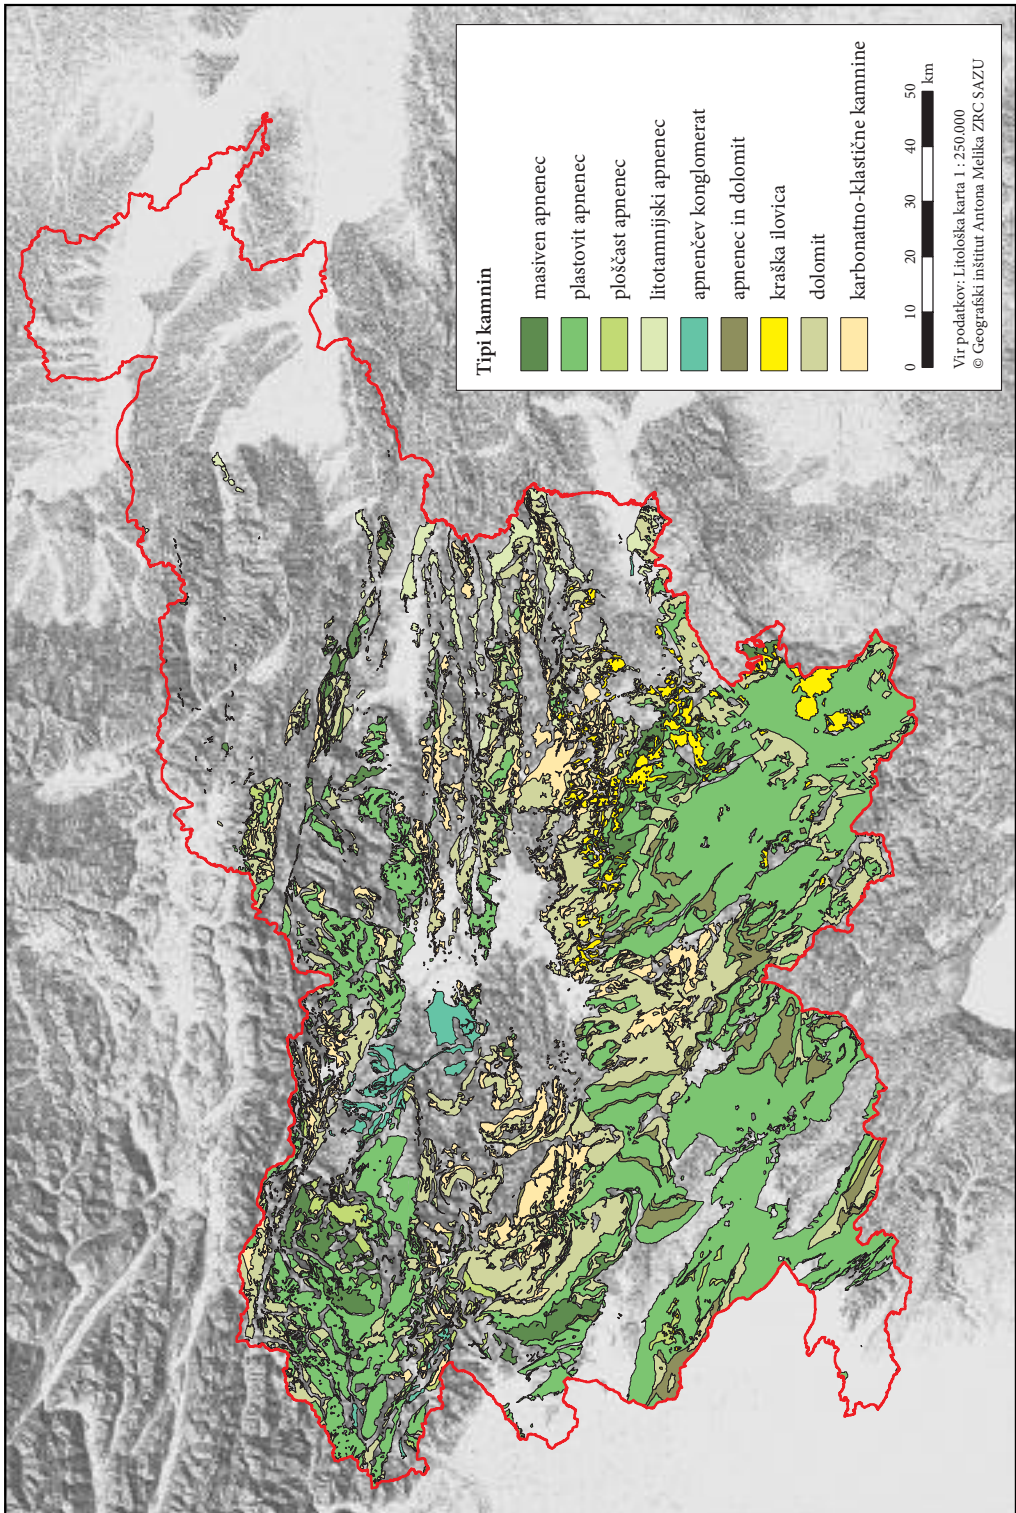 Tipi kamnin
masiven apnenec
plastovit apnenec
ploščast apnenec
litotamnijski apnenec
apnenčev konglomerat
apnenec in dolomit
kraška ilovica
dolomit
karbonatno-klastične kamnine
0 10 20 30 40 50
km
Vir podatkov: Litološka karta 1 : 250.000
© Geografski inštitut Antona Melika ZRC SAZU